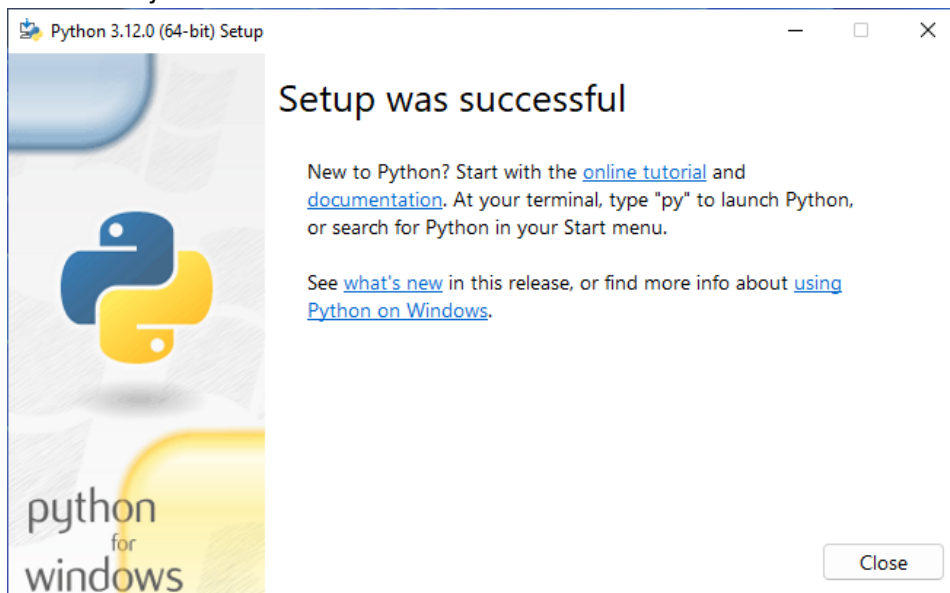 Python 3.12.0 (64-bit) Setup
Setup was successful
New to Python? Start with the online tutorial and
documentation. At your terminal, type "py" to launch Python,
or search for Python in your Start menu.
See what's new in this release, or find more info about using
Python on Windows.
python
for
windows
Close